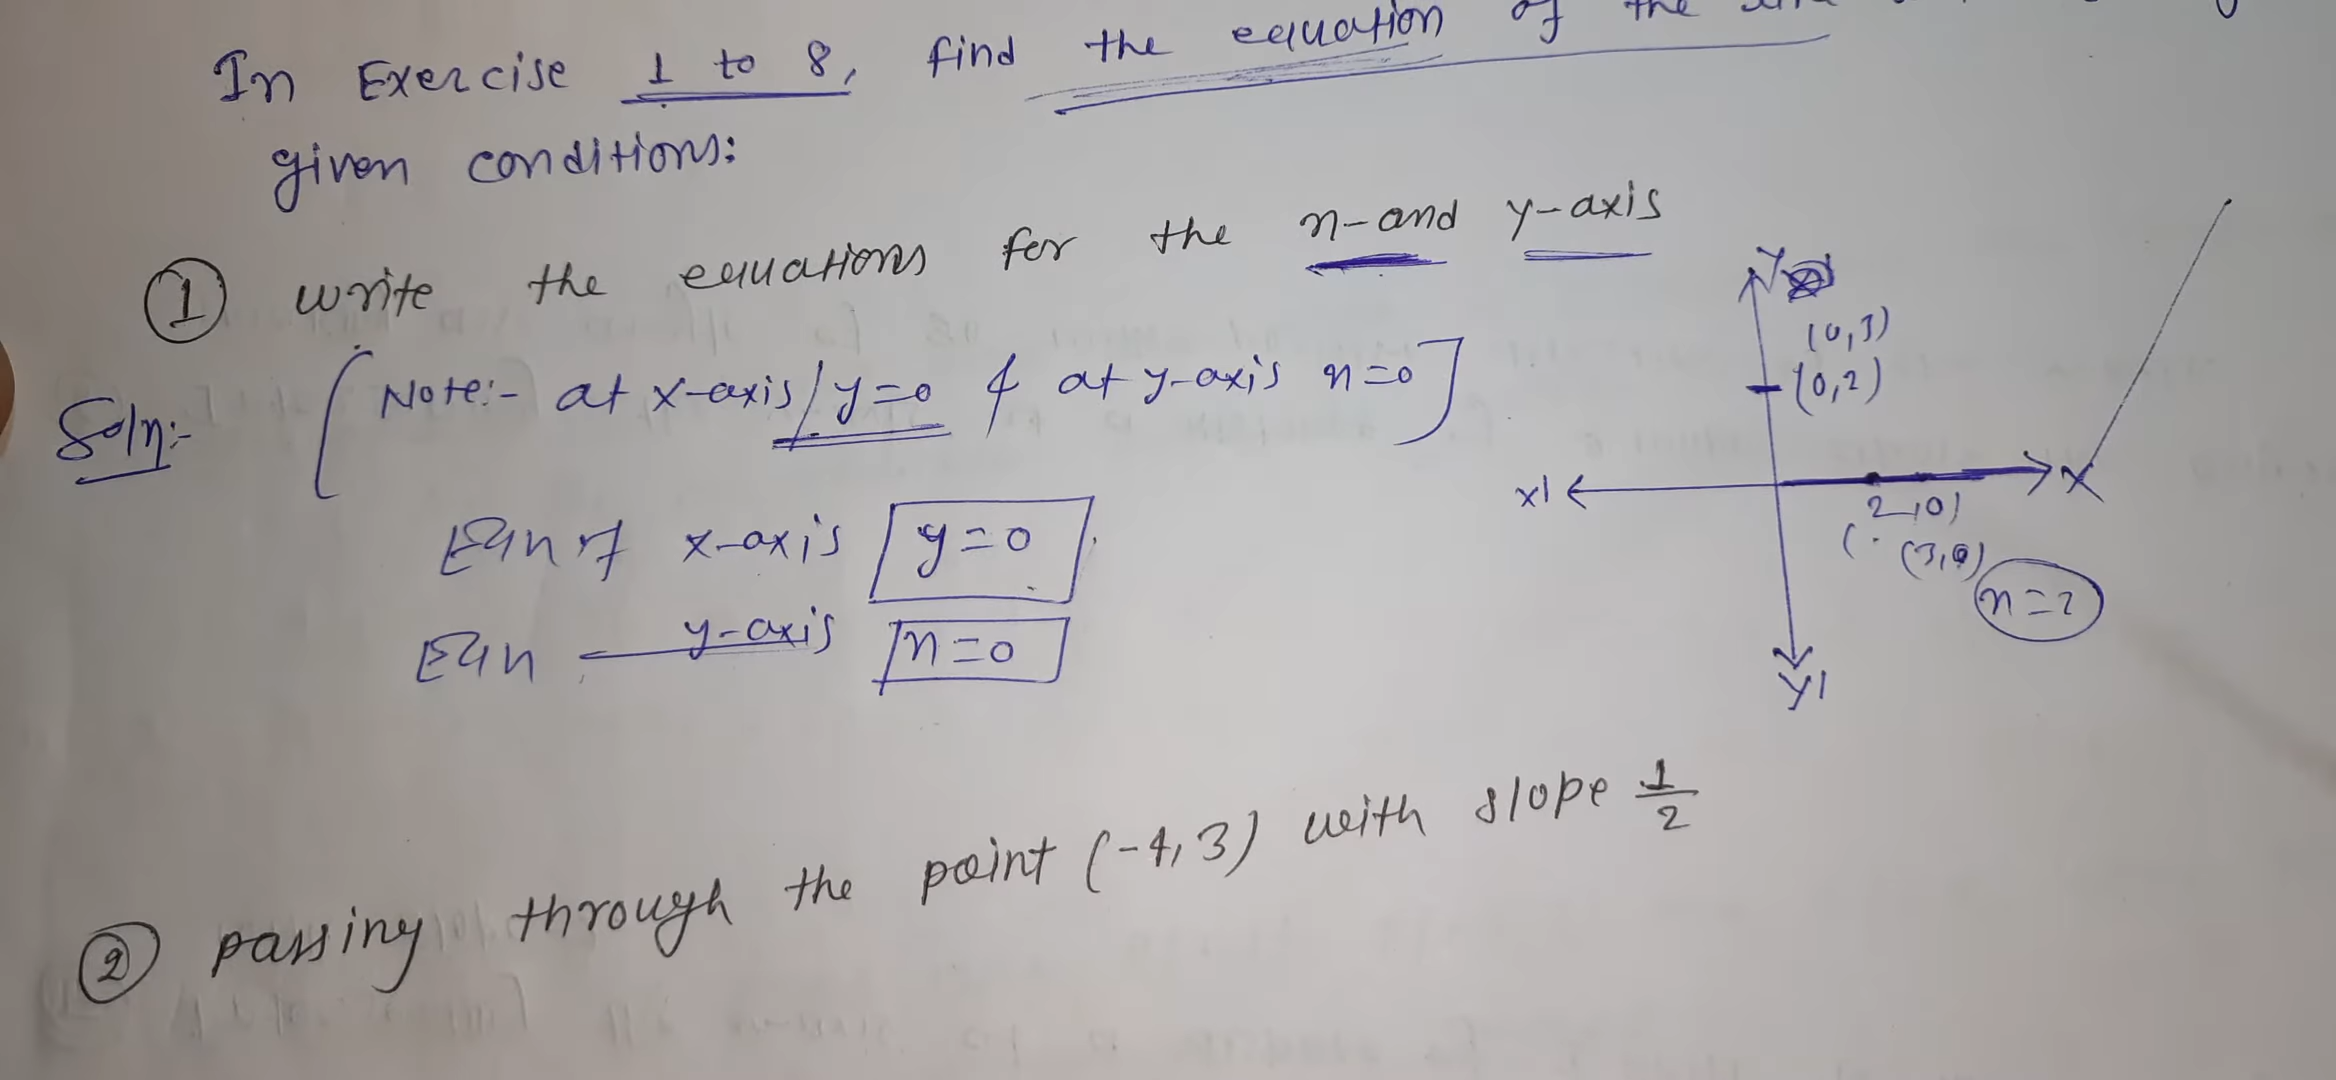 In Exercise 1 to 8, find the equation of the
given conditions:
① write the equations for the x-and y-axis
Soln:- [Note:- at x-axis, y=0 & at y-axis x=0]
Eqn of x-axis y=0
Eqn — y-axis x=0
Y
(0,3)
(0,2)
X' X
(2,0)
(3,0)
x=2
Y'
② passing through the point (-4,3) with slope 1/2